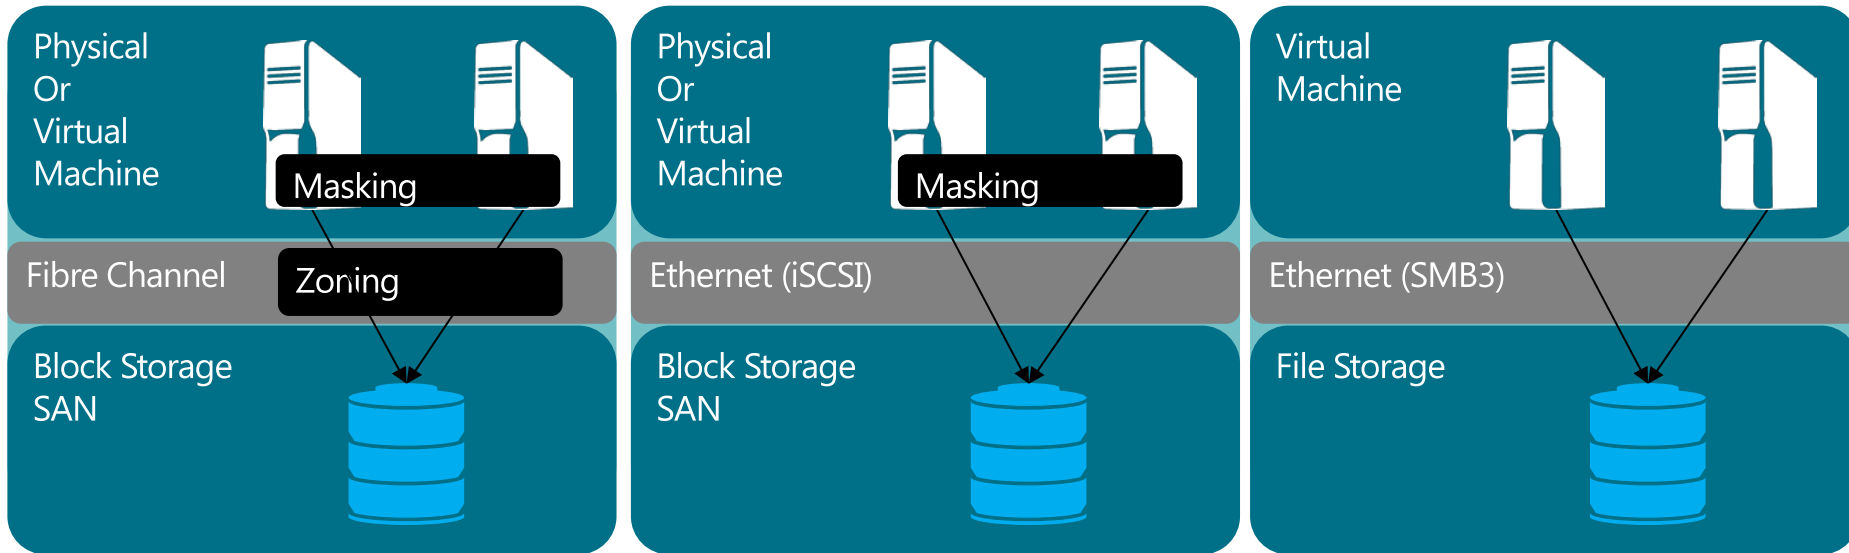 Physical
Or
Virtual
Machine
Masking
Fibre Channel
Zoning
Block Storage
SAN
Physical
Or
Virtual
Machine
Masking
Ethernet (iSCSI)
Block Storage
SAN
Virtual
Machine
Ethernet (SMB3)
File Storage